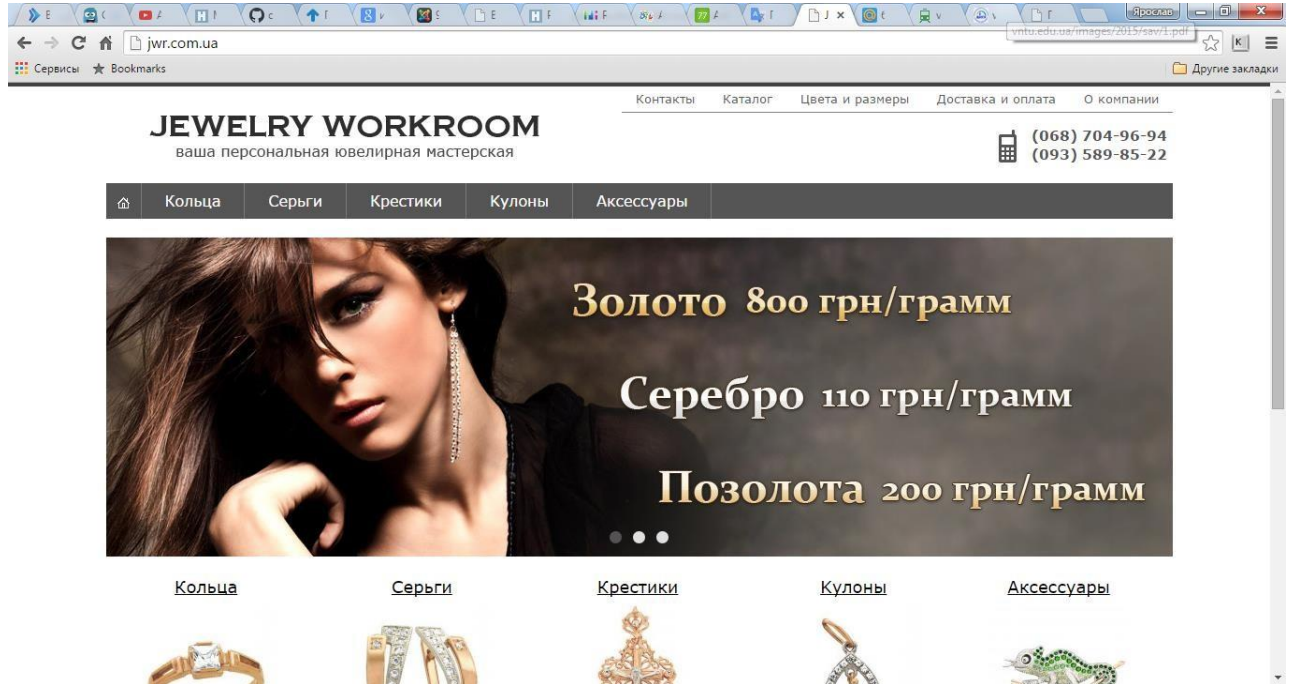 Ярослав
vntu.edu.ua/images/2015/sav/1.pdf
jwr.com.ua
Сервисы Bookmarks Другие закладки
Контакты Каталог Цвета и размеры Доставка и оплата О компании
JEWELRY WORKROOM
ваша персональная ювелирная мастерская
(068) 704-96-94
(093) 589-85-22
Кольца Серьги Крестики Кулоны Аксессуары
Золото 800 грн/грамм
Серебро 110 грн/грамм
Позолота 200 грн/грамм
Кольца Серьги Крестики Кулоны Аксессуары